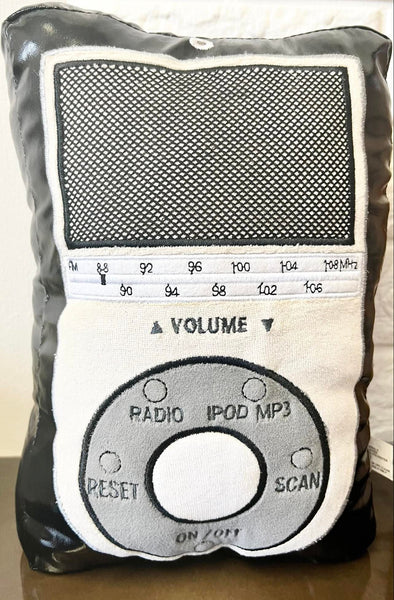 FM 88 92 96 100 104 108 MHz
90 94 98 102 106
▲ VOLUME ▼
RADIO IPOD MP3
RESET SCAN
ON/OFF